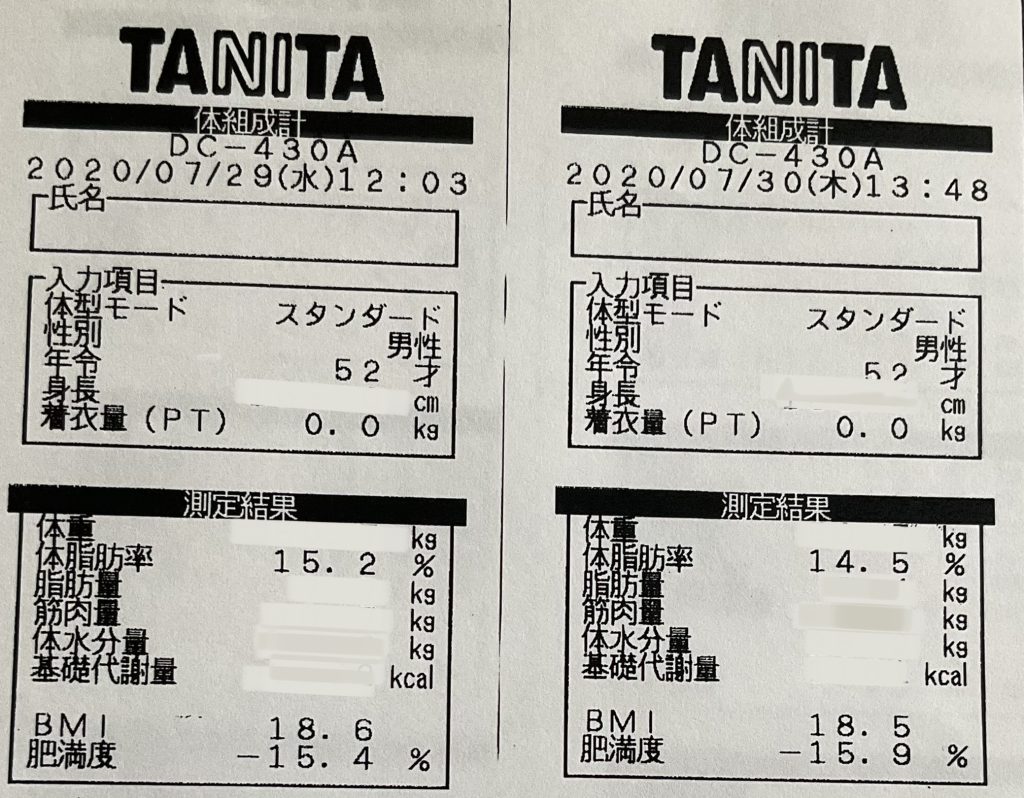 TANITA
体組成計
DC-430A
2020/07/29(水)12:03
氏名
入力項目
体型モード スタンダード
性別 男性
年令 52 才
身長 cm
着衣量(PT) 0.0 kg
測定結果
体重 kg
体脂肪率 15.2 %
脂肪量 kg
筋肉量 kg
体水分量 kg
基礎代謝量 kcal
BMI 18.6
肥満度 -15.4 %
TANITA
体組成計
DC-430A
2020/07/30(木)13:48
氏名
入力項目
体型モード スタンダード
性別 男性
年令 52 才
身長 cm
着衣量(PT) 0.0 kg
測定結果
体重 kg
体脂肪率 14.5 %
脂肪量 kg
筋肉量 kg
体水分量 kg
基礎代謝量 kcal
BMI 18.5
肥満度 -15.9 %